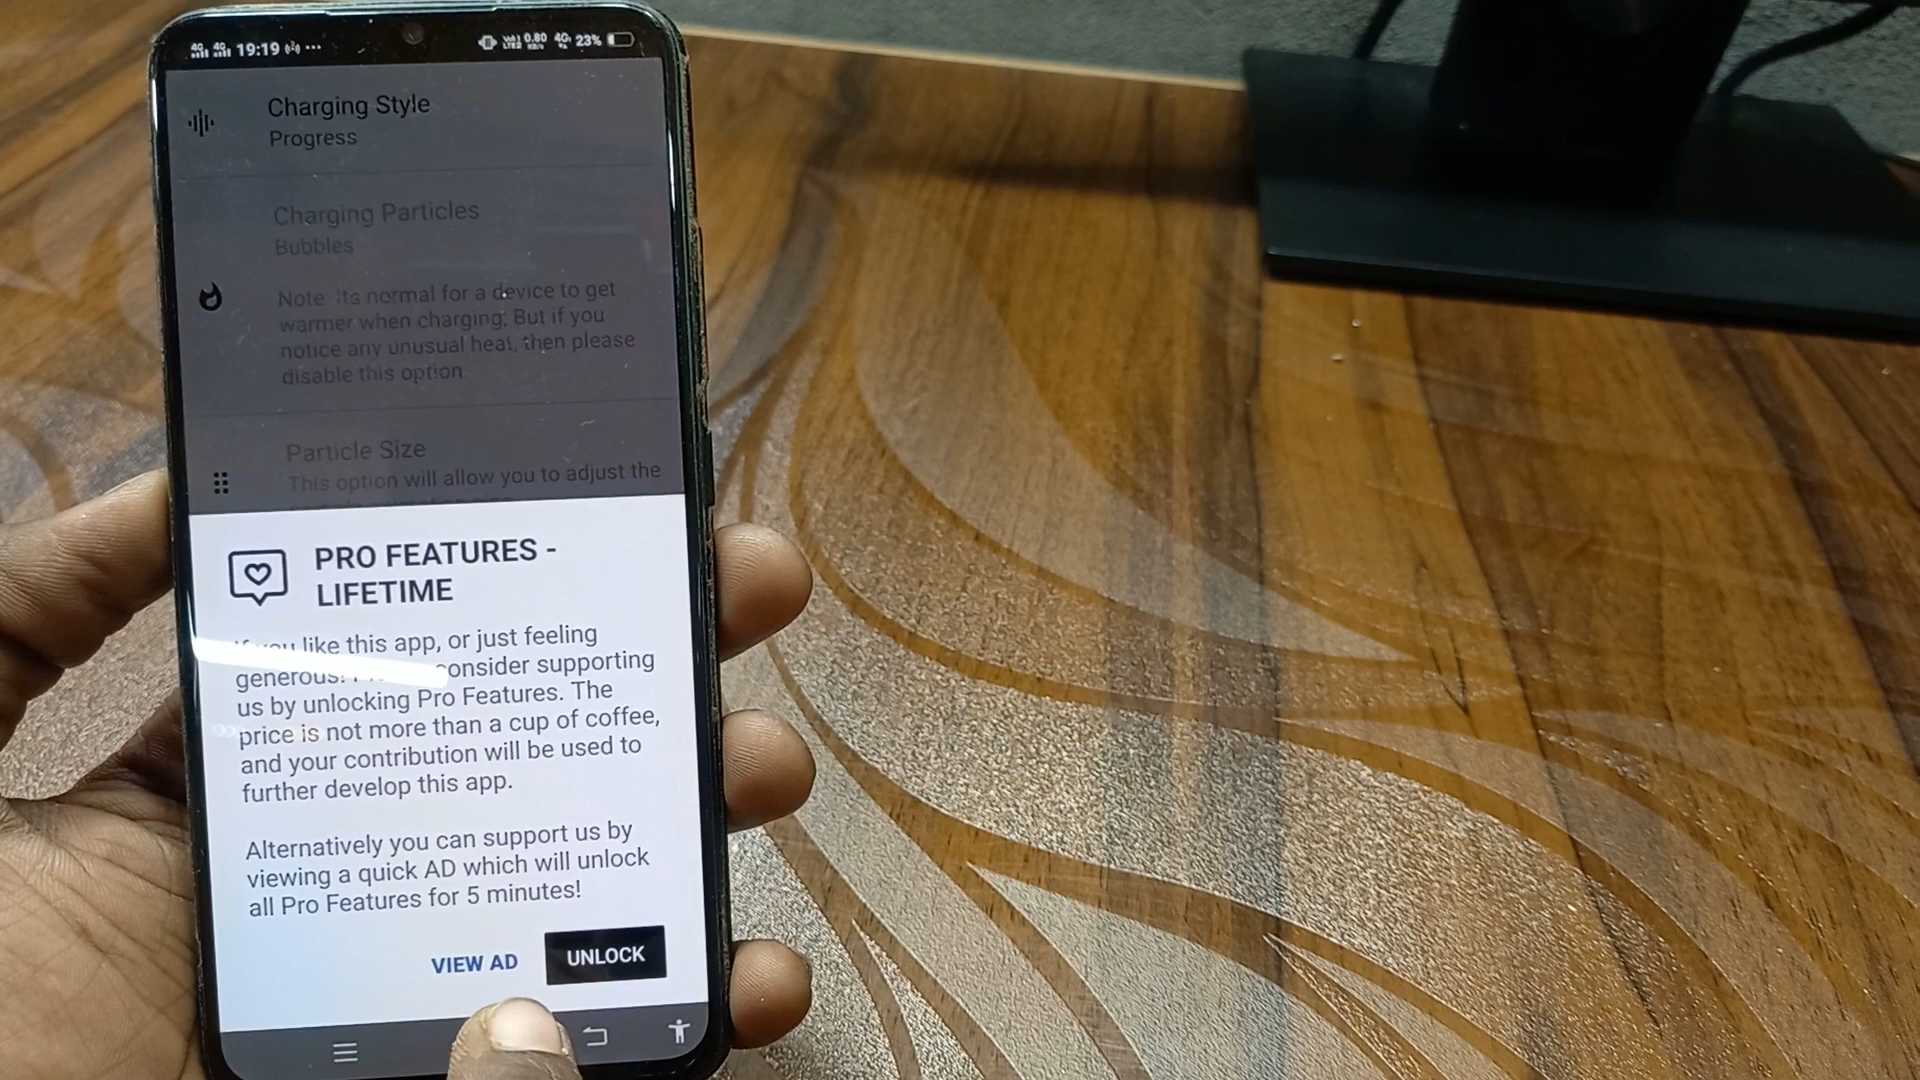 19:19 ••• 0.80 4G 23%
Charging Style
Progress
Charging Particles
Bubbles
Note: Its normal for a device to get
warmer when charging; But if you
notice any unusual heat, then please
disable this option.
Particle Size
This option will allow you to adjust the
PRO FEATURES -
LIFETIME
you like this app, or just feeling
generous! consider supporting
us by unlocking Pro Features. The
price is not more than a cup of coffee,
and your contribution will be used to
further develop this app.
Alternatively you can support us by
viewing a quick AD which will unlock
all Pro Features for 5 minutes!
VIEW AD UNLOCK